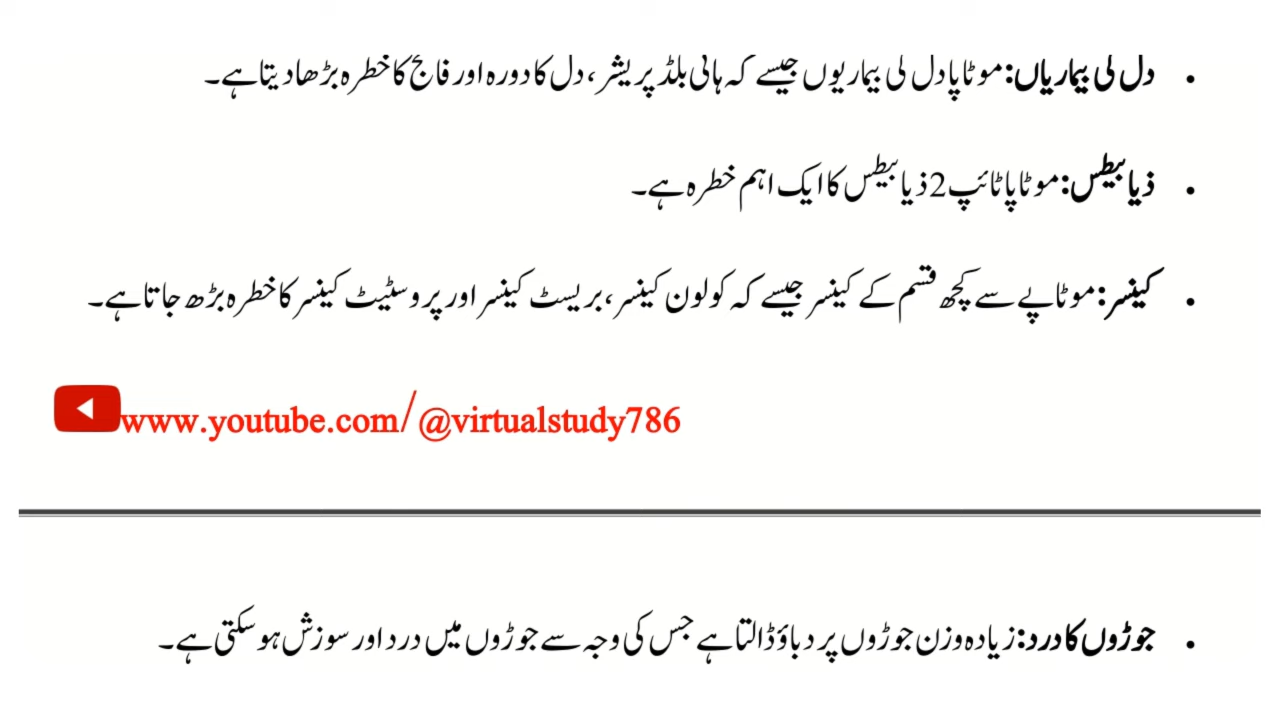 • دل کی بیماریاں: موٹاپا دل کی بیماریوں جیسے کہ ہائی بلڈ پریشر، دل کا دورہ اور فالج کا خطرہ بڑھا دیتا ہے۔
• ذیابیطس: موٹاپا ٹائپ 2 ذیابیطس کا ایک اہم خطرہ ہے۔
• کینسر: موٹاپے سے کچھ قسم کے کینسر جیسے کہ کولون کینسر، بریسٹ کینسر اور پروسٹیٹ کینسر کا خطرہ بڑھ جاتا ہے۔
www.youtube.com/@virtualstudy786
• جوڑوں کا درد: زیادہ وزن جوڑوں پر دباؤ ڈالتا ہے جس کی وجہ سے جوڑوں میں درد اور سوزش ہو سکتی ہے۔